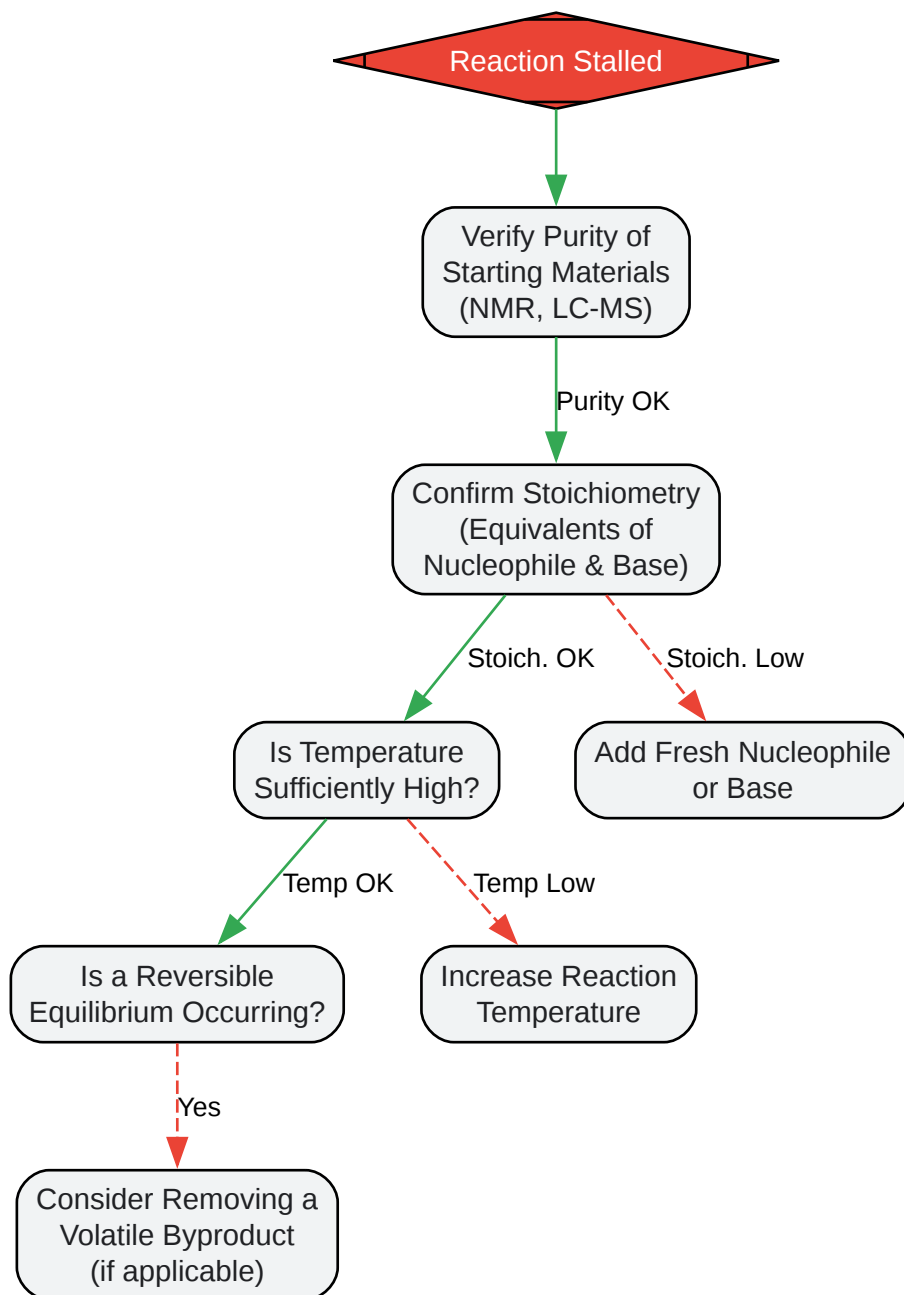 Reaction Stalled
Verify Purity of
Starting Materials
(NMR, LC-MS)
Purity OK
Confirm Stoichiometry
(Equivalents of
Nucleophile & Base)
Stoich. OK
Stoich. Low
Is Temperature
Sufficiently High?
Add Fresh Nucleophile
or Base
Temp OK
Temp Low
Is a Reversible
Equilibrium Occurring?
Increase Reaction
Temperature
Yes
Consider Removing a
Volatile Byproduct
(if applicable)